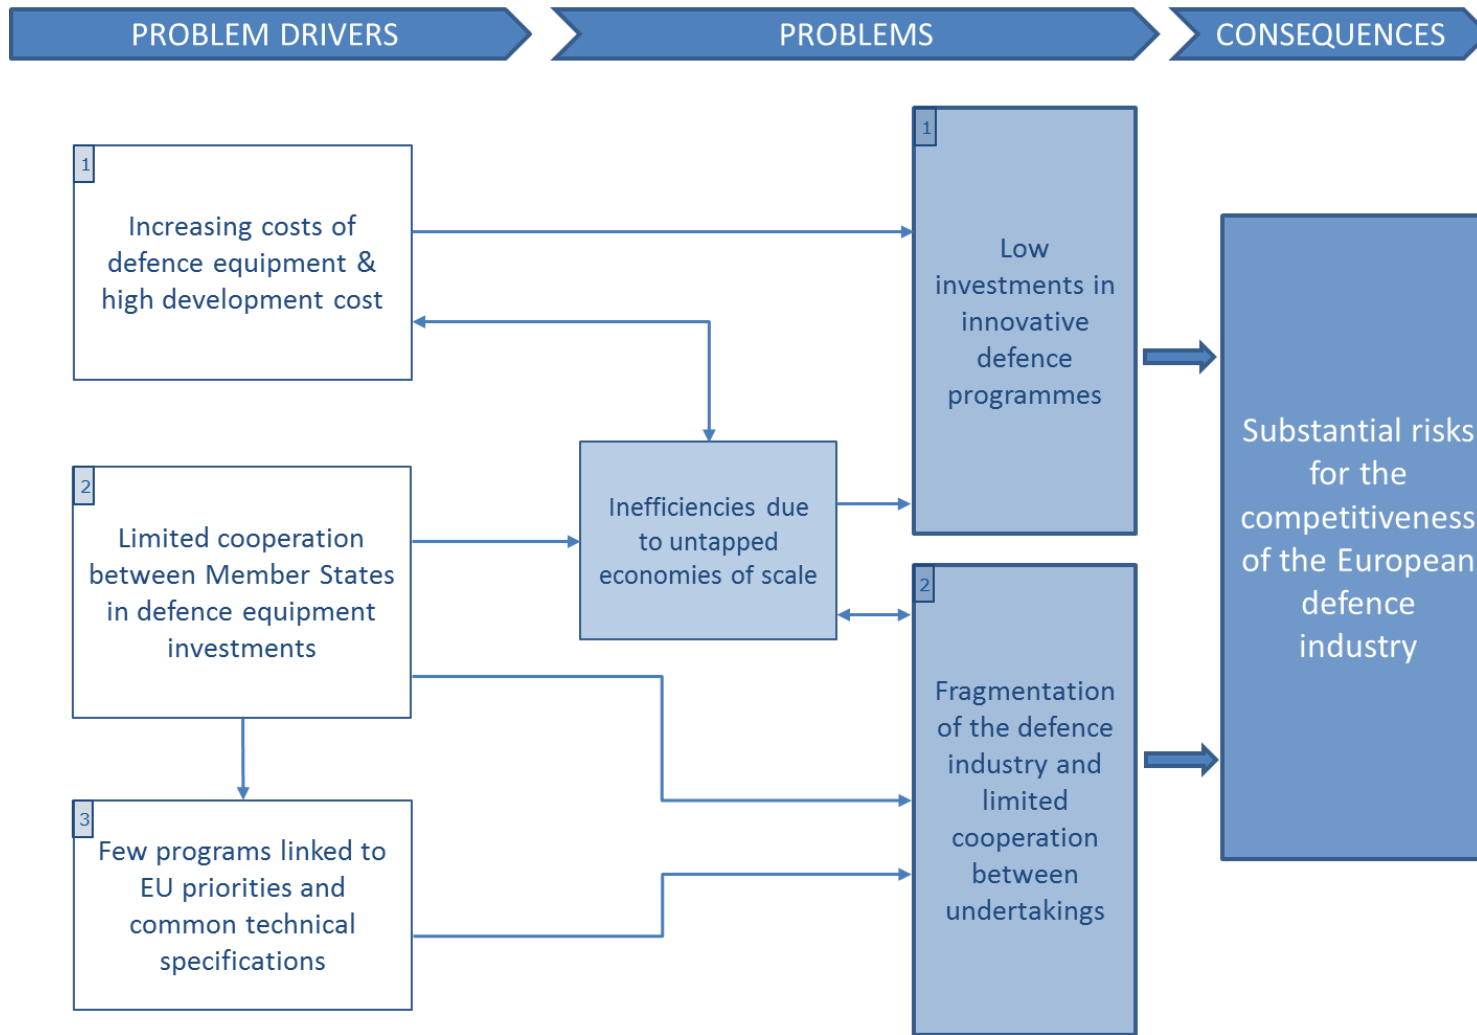 PROBLEM DRIVERS
PROBLEMS
CONSEQUENCES
1
Increasing costs of
defence equipment &
high development cost
2
Limited cooperation
between Member States
in defence equipment
investments
3
Few programs linked to
EU priorities and
common technical
specifications
Inefficiencies due
to untapped
economies of scale
1
Low
investments in
innovative
defence
programmes
2
Fragmentation
of the defence
industry and
limited
cooperation
between
undertakings
Substantial risks
for the
competitiveness
of the European
defence
industry